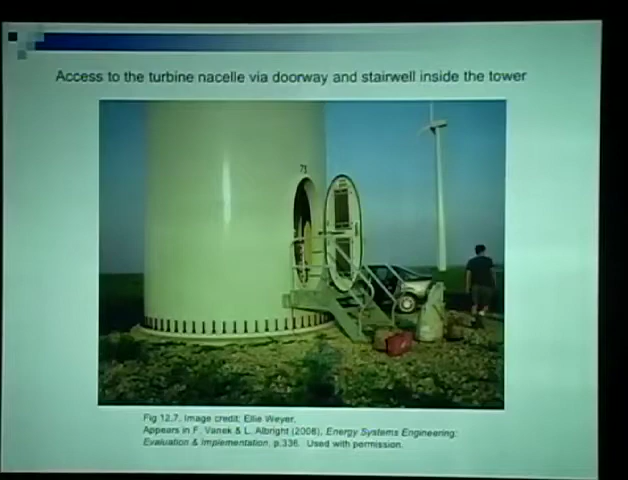 Access to the turbine nacelle via doorway and stairwell inside the tower
Fig 12.7. Image credit: Ellie Weyer.
Appears in F. Vanek & L. Albright (2008), Energy Systems Engineering:
Evaluation & Implementation. p.336. Used with permission.